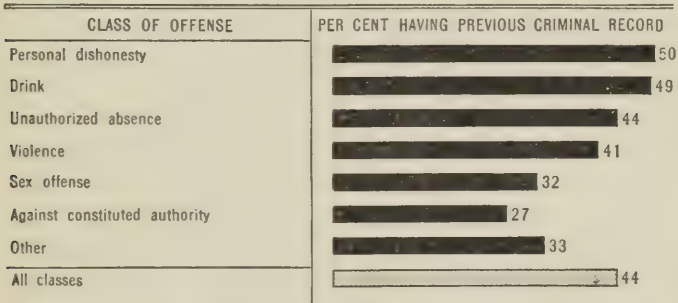 CLASS OF OFFENSE PER CENT HAVING PREVIOUS CRIMINAL RECORD
Personal dishonesty 50
Drink 49
Unauthorized absence 44
Violence 41
Sex offense 32
Against constituted authority 27
Other 33
All classes 44